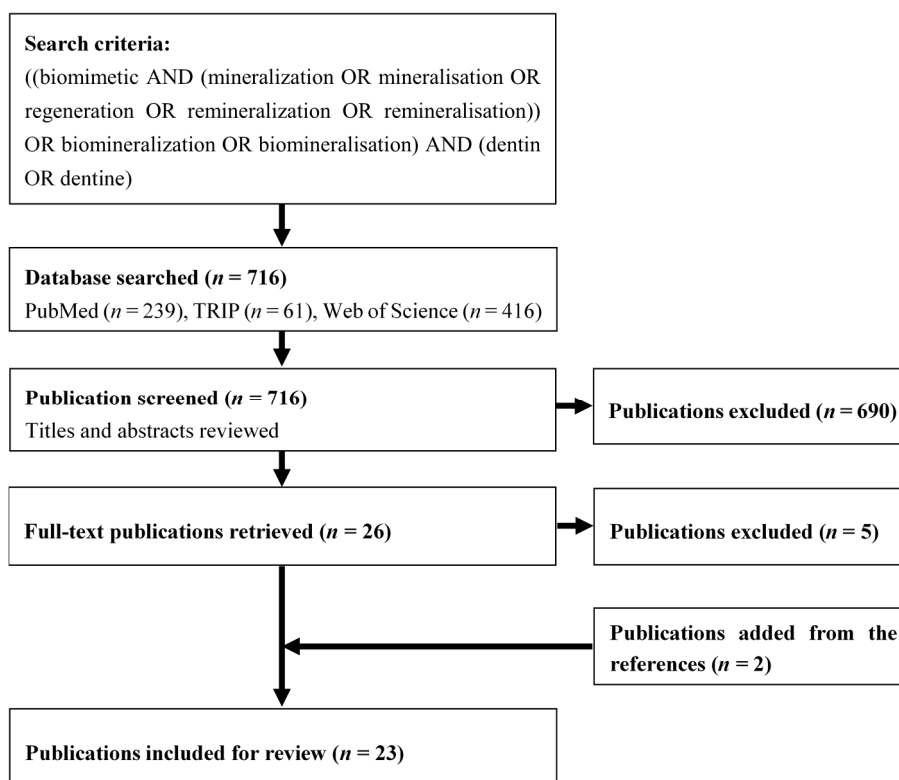 Search criteria:
((biomimetic AND (mineralization OR mineralisation OR
regeneration OR remineralization OR remineralisation))
OR biomineralization OR biomineralisation) AND (dentin
OR dentine)
Database searched (n = 716)
PubMed (n = 239), TRIP (n = 61), Web of Science (n = 416)
Publication screened (n = 716)
Titles and abstracts reviewed
Publications excluded (n = 690)
Full-text publications retrieved (n = 26)
Publications excluded (n = 5)
Publications added from the
references (n = 2)
Publications included for review (n = 23)